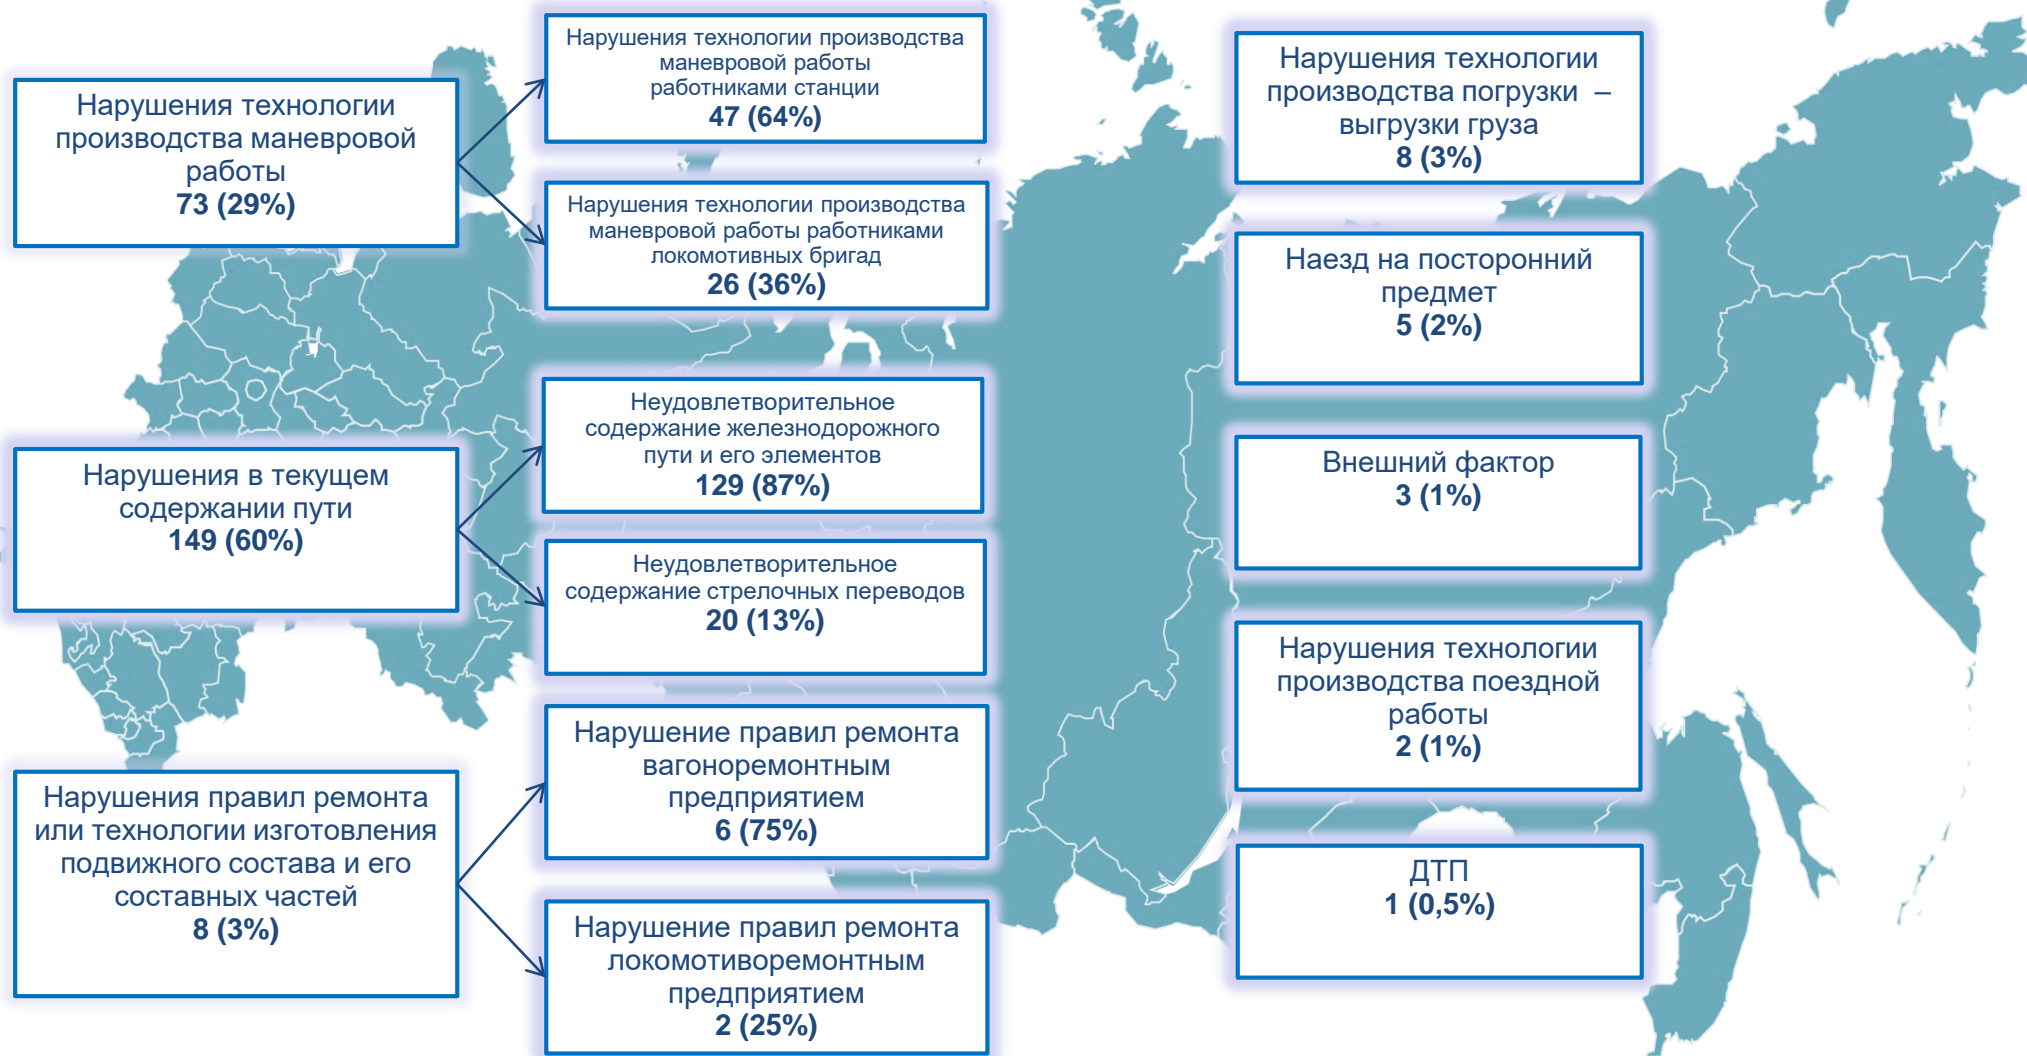 Нарушения технологии
производства маневровой
работы
73 (29%)
Нарушения технологии производства
маневровой работы
работниками станции
47 (64%)
Нарушения технологии производства
маневровой работы работниками
локомотивных бригад
26 (36%)
Нарушения в текущем
содержании пути
149 (60%)
Неудовлетворительное
содержание железнодорожного
пути и его элементов
129 (87%)
Неудовлетворительное
содержание стрелочных переводов
20 (13%)
Нарушения правил ремонта
или технологии изготовления
подвижного состава и его
составных частей
8 (3%)
Нарушение правил ремонта
вагоноремонтным
предприятием
6 (75%)
Нарушение правил ремонта
локомотиворемонтным
предприятием
2 (25%)
Нарушения технологии
производства погрузки –
выгрузки груза
8 (3%)
Наезд на посторонний
предмет
5 (2%)
Внешний фактор
3 (1%)
Нарушения технологии
производства поездной
работы
2 (1%)
ДТП
1 (0,5%)